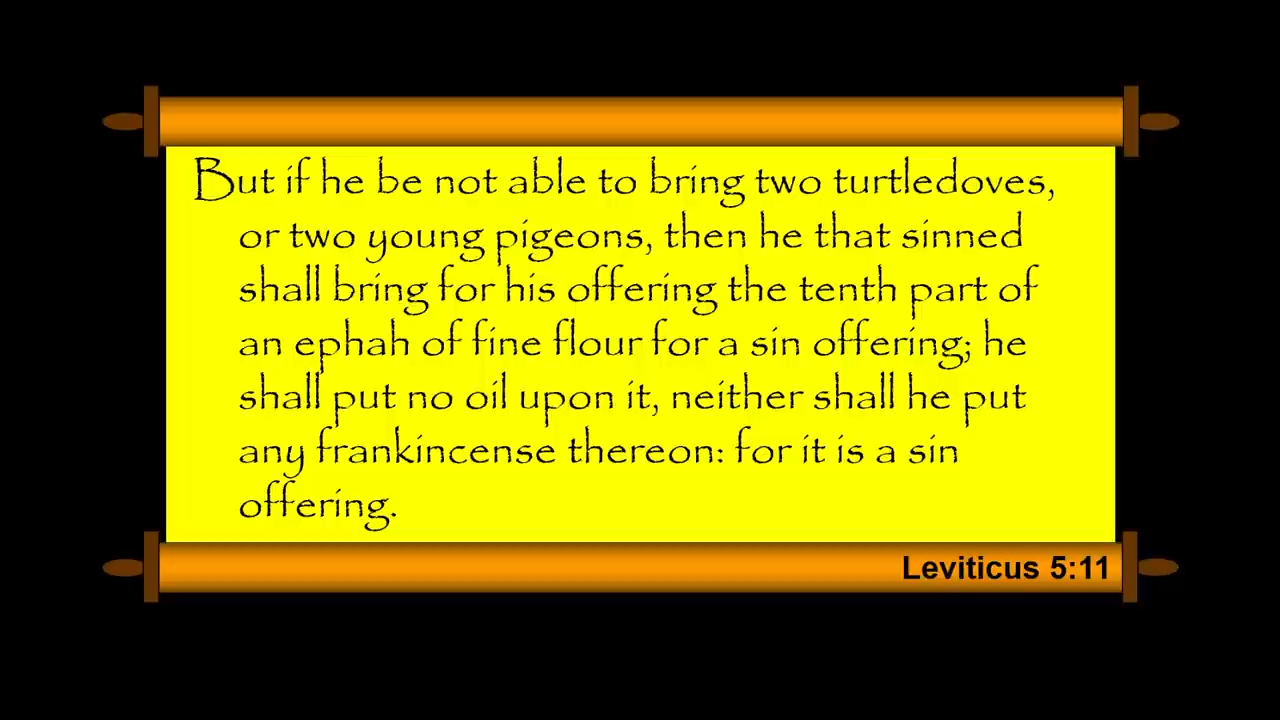 But if he be not able to bring two turtledoves,
or two young pigeons, then he that sinned
shall bring for his offering the tenth part of
an ephah of fine flour for a sin offering; he
shall put no oil upon it, neither shall he put
any frankincense thereon: for it is a sin
offering.
Leviticus 5:11